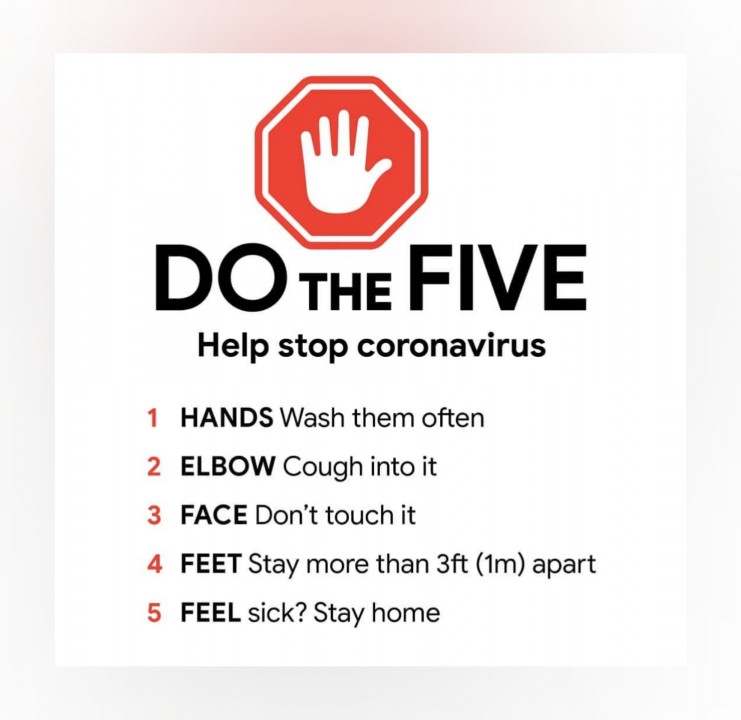 DO THE FIVE
Help stop coronavirus
1 HANDS Wash them often
2 ELBOW Cough into it
3 FACE Don't touch it
4 FEET Stay more than 3ft (1m) apart
5 FEEL sick? Stay home